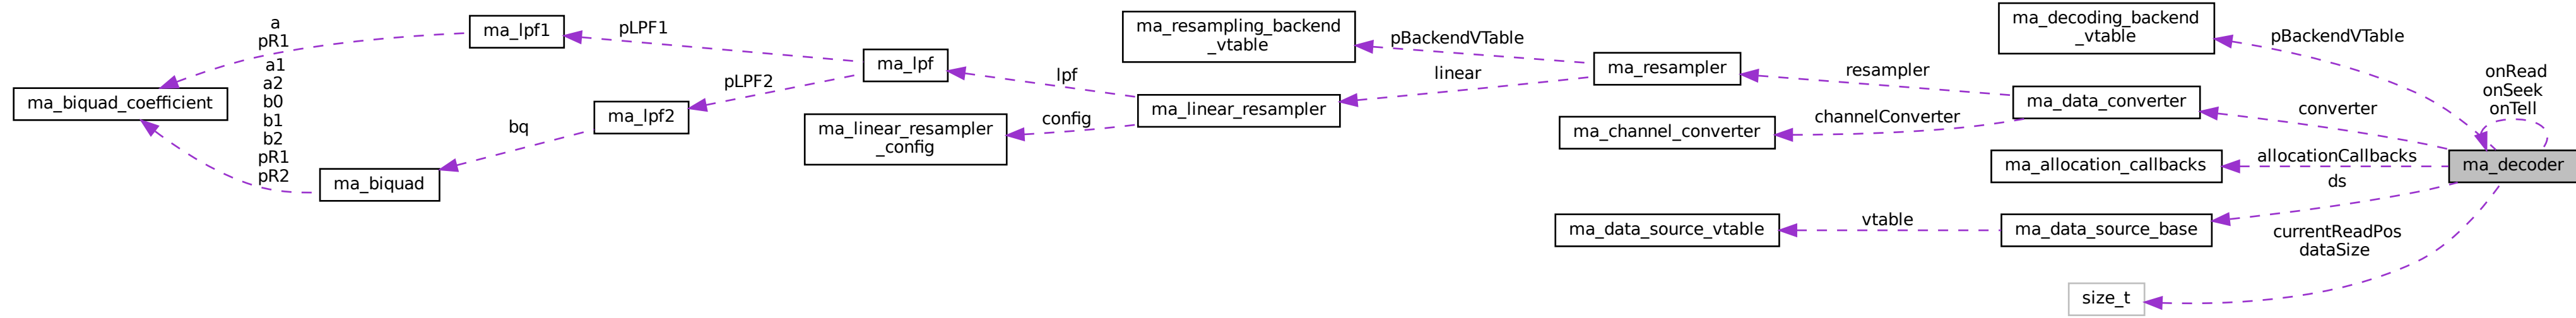 a
pR1
a1
a2
b0
b1
b2
pR1
pR2
ma_biquad_coefficient
ma_lpf1
pLPF1
ma_lpf
pLPF2
ma_lpf2
bq
ma_biquad
lpf
ma_linear_resampler
config
ma_linear_resampler
_config
ma_resampling_backend
_vtable
pBackendVTable
linear
ma_resampler
resampler
ma_data_converter
channelConverter
ma_channel_converter
ma_decoding_backend
_vtable
pBackendVTable
converter
onRead
onSeek
onTell
ma_decoder
allocationCallbacks
ma_allocation_callbacks
ds
ma_data_source_base
vtable
ma_data_source_vtable
currentReadPos
dataSize
size_t